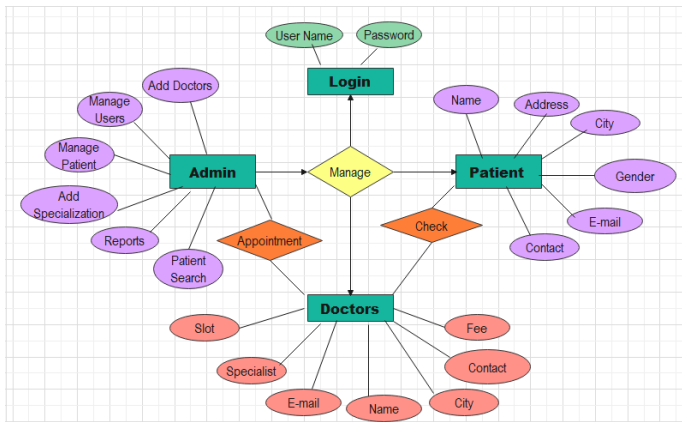 User Name
Password
Login
Add Doctors
Manage
Users
Manage
Patient
Add
Specialization
Reports
Patient
Search
Admin
Manage
Patient
Name
Address
City
Gender
E-mail
Contact
Appointment
Check
Doctors
Slot
Specialist
E-mail
Name
City
Contact
Fee